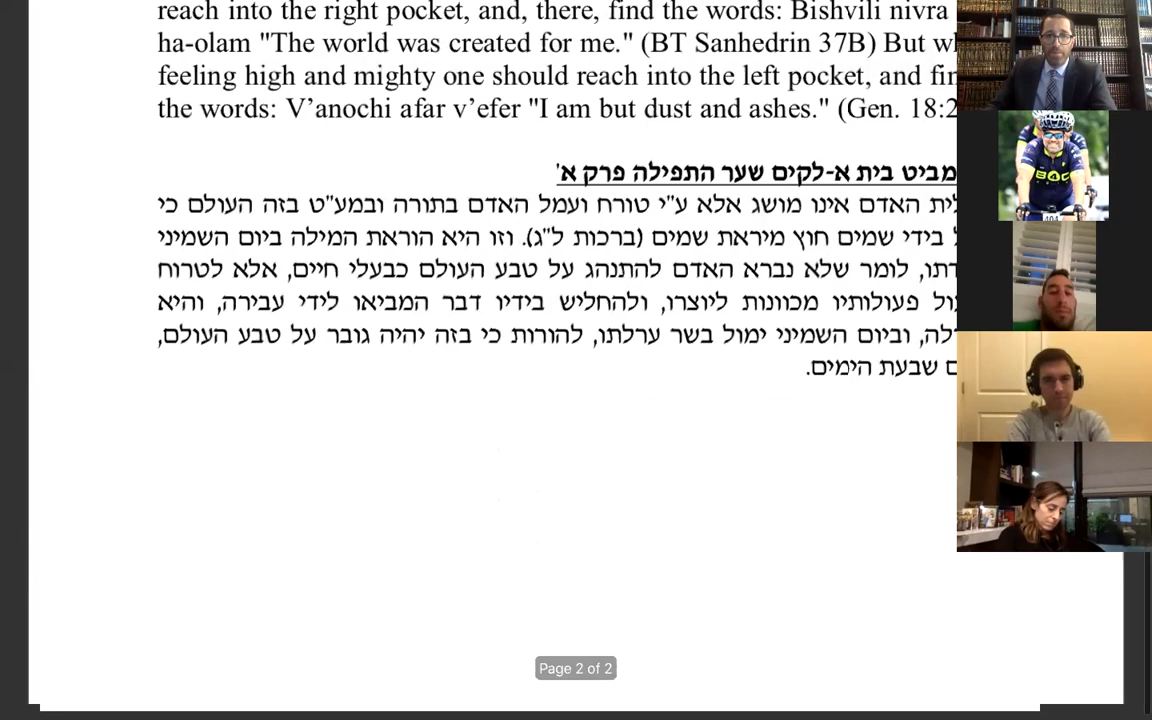 reach into the right pocket, and, there, find the words: Bishvili nivra
ha-olam "The world was created for me." (BT Sanhedrin 37B) But
feeling high and mighty one should reach into the left pocket, and
the words: V'anochi afar v'efer "I am but dust and ashes." (Gen. 18:2
מביט בית א-לקים שער התפילה פרק א'
האדם אינו מושג אלא ע"י טורח ועמל האדם בתורה ובמע"ט בזה העולם כי
בידי שמים חוץ מיראת שמים (ברכות ל"ג). וזו היא הוראת המילה ביום השמיני
לומר שלא נברא האדם להתנהג על טבע העולם כבעלי חיים, אלא לטרוח
פעולותיו מכוונות ליוצרו, ולהחליש בידיו דבר המביאו לידי עבירה, והיא
וביום השמיני ימול בשר ערלתו, להורות כי בזה יהיה גובר על טבע העולם,
שבעת הימים.
BOC
404
Page 2 of 2